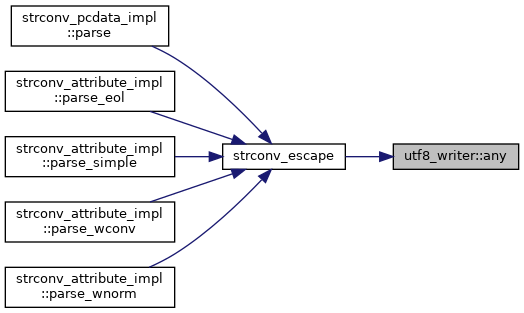 strconv_pcdata_impl
::parse
strconv_attribute_impl
::parse_eol
strconv_attribute_impl
::parse_simple
strconv_escape
utf8_writer::any
strconv_attribute_impl
::parse_wconv
strconv_attribute_impl
::parse_wnorm